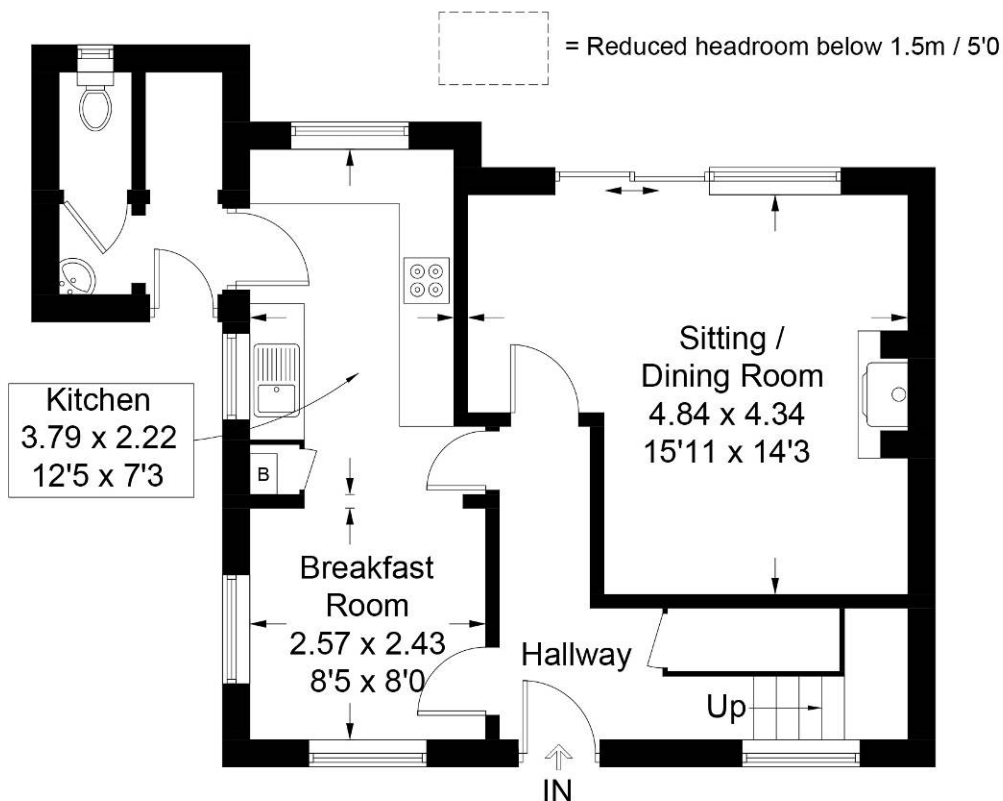 = Reduced headroom below 1.5m / 5'0
Kitchen
3.79 x 2.22
12'5 x 7'3
B
Sitting /
Dining Room
4.84 x 4.34
15'11 x 14'3
Breakfast
Room
2.57 x 2.43
8'5 x 8'0
Hallway
Up
IN